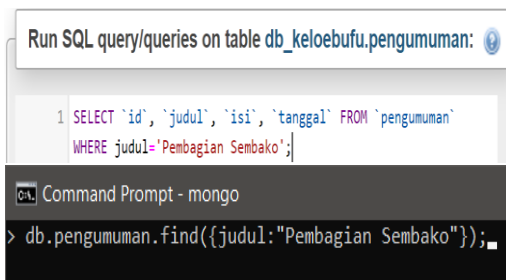 Run SQL query/queries on table db_keloebufu.pengumuman:
1 SELECT `id`, `judul`, `isi`, `tanggal` FROM `pengumuman`
WHERE judul='Pembagian Sembako';
Command Prompt - mongo
> db.pengumuman.find({judul:"Pembagian Sembako"});